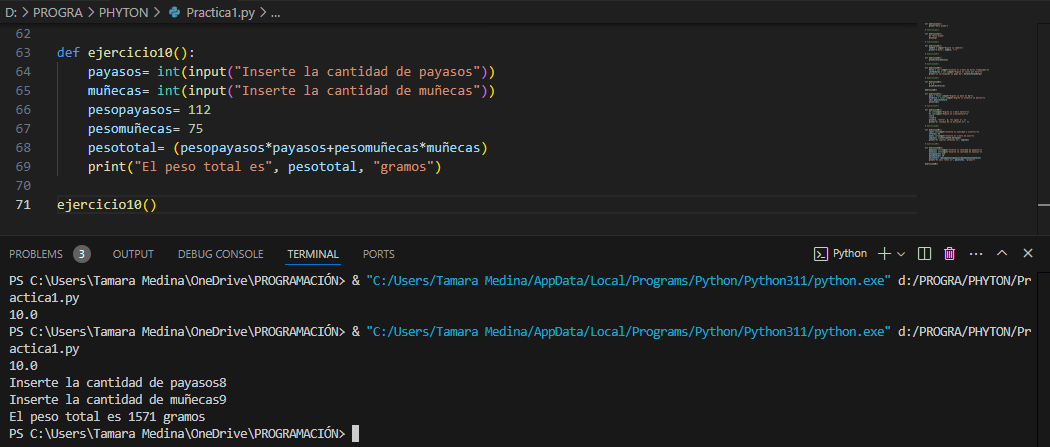 D: > PROGRA > PHYTON > Practica1.py > ...
62
63 def ejercicio10():
64     payasos= int(input("Inserte la cantidad de payasos"))
65     muñecas= int(input("Inserte la cantidad de muñecas"))
66     pesopayasos= 112
67     pesomuñecas= 75
68     pesototal= (pesopayasos*payasos+pesomuñecas*muñecas)
69     print("El peso total es", pesototal, "gramos")
70
71 ejercicio10()
PROBLEMS 3 OUTPUT DEBUG CONSOLE TERMINAL PORTS Python
PS C:\Users\Tamara Medina\OneDrive\PROGRAMACIÓN> & "C:/Users/Tamara Medina/AppData/Local/Programs/Python/Python311/python.exe" d:/PROGRA/PHYTON/Pr
actica1.py
10.0
PS C:\Users\Tamara Medina\OneDrive\PROGRAMACIÓN> & "C:/Users/Tamara Medina/AppData/Local/Programs/Python/Python311/python.exe" d:/PROGRA/PHYTON/Pr
actica1.py
10.0
Inserte la cantidad de payasos8
Inserte la cantidad de muñecas9
El peso total es 1571 gramos
PS C:\Users\Tamara Medina\OneDrive\PROGRAMACIÓN>